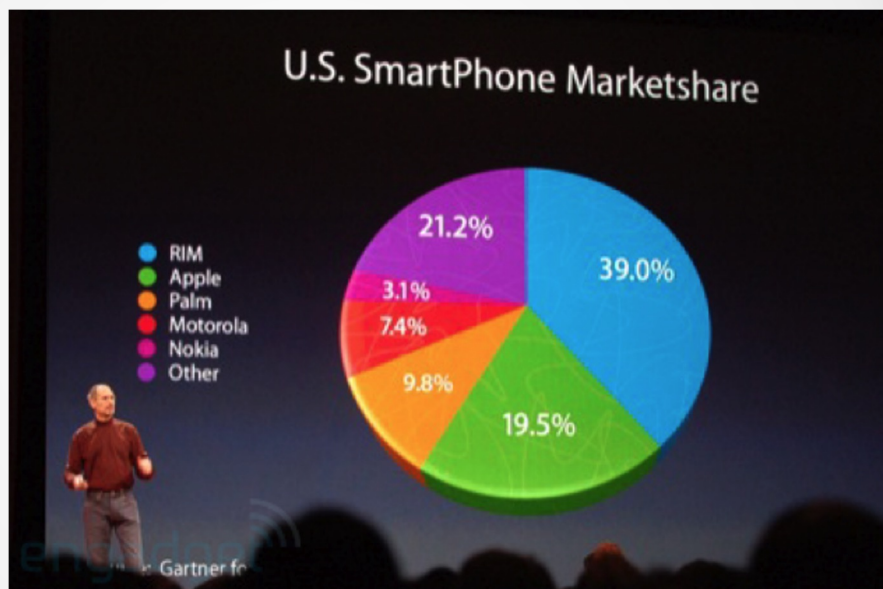 U.S. SmartPhone Marketshare
21.2%
39.0%
3.1%
7.4%
9.8%
19.5%
RIM
Apple
Palm
Motorola
Nokia
Other
engadget
Gartner fo